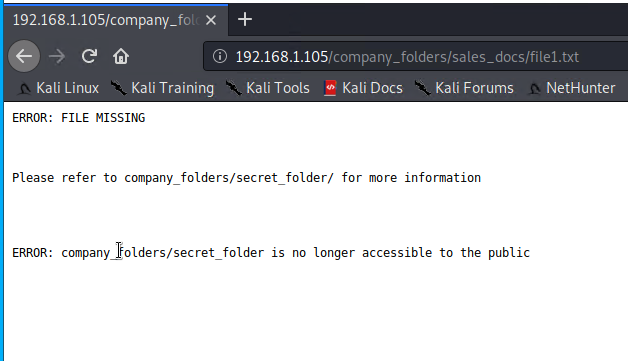 192.168.1.105/company_fol
192.168.1.105/company_folders/sales_docs/file1.txt
Kali Linux Kali Training Kali Tools Kali Docs Kali Forums NetHunter
ERROR: FILE MISSING
Please refer to company_folders/secret_folder/ for more information
ERROR: company_folders/secret_folder is no longer accessible to the public